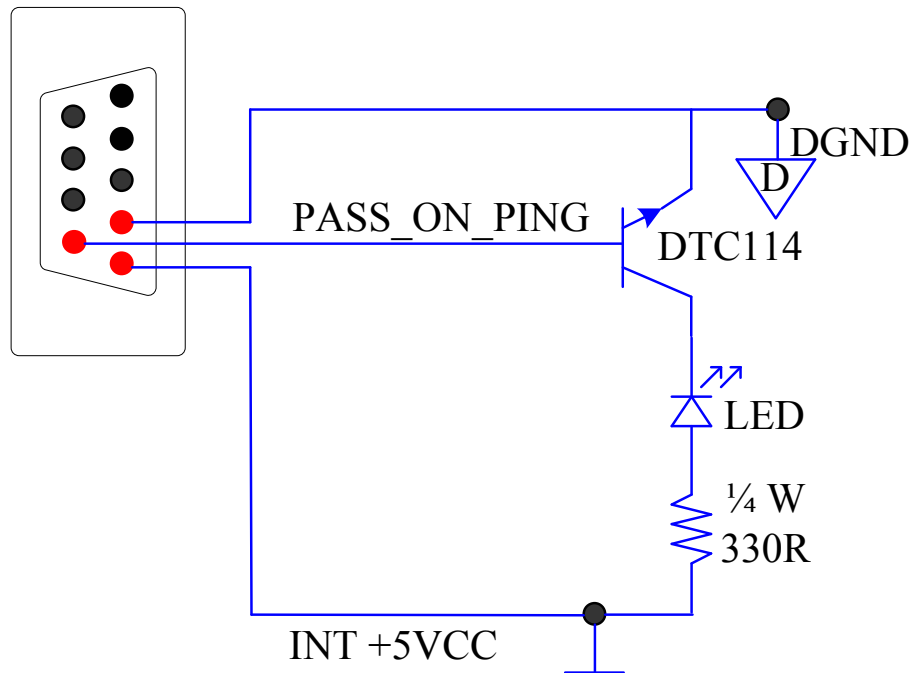 DGND
D
PASS_ON_PING
DTC114
LED
¼ W
330R
INT +5VCC